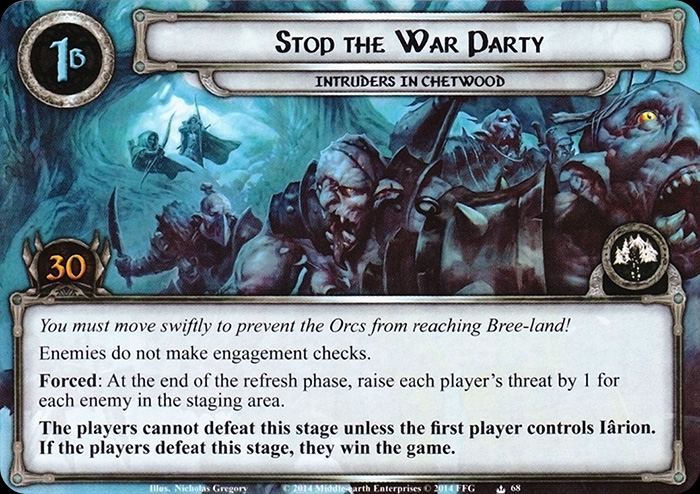 1B
STOP THE WAR PARTY
INTRUDERS IN CHETWOOD
30
You must move swiftly to prevent the Orcs from reaching Bree-land!
Enemies do not make engagement checks.
Forced: At the end of the refresh phase, raise each player's threat by 1 for
each enemy in the staging area.
The players cannot defeat this stage unless the first player controls Iârion.
If the players defeat this stage, they win the game.
Illus. Nicholas Gregory © 2014 Middle-earth Enterprises © 2014 FFG 68